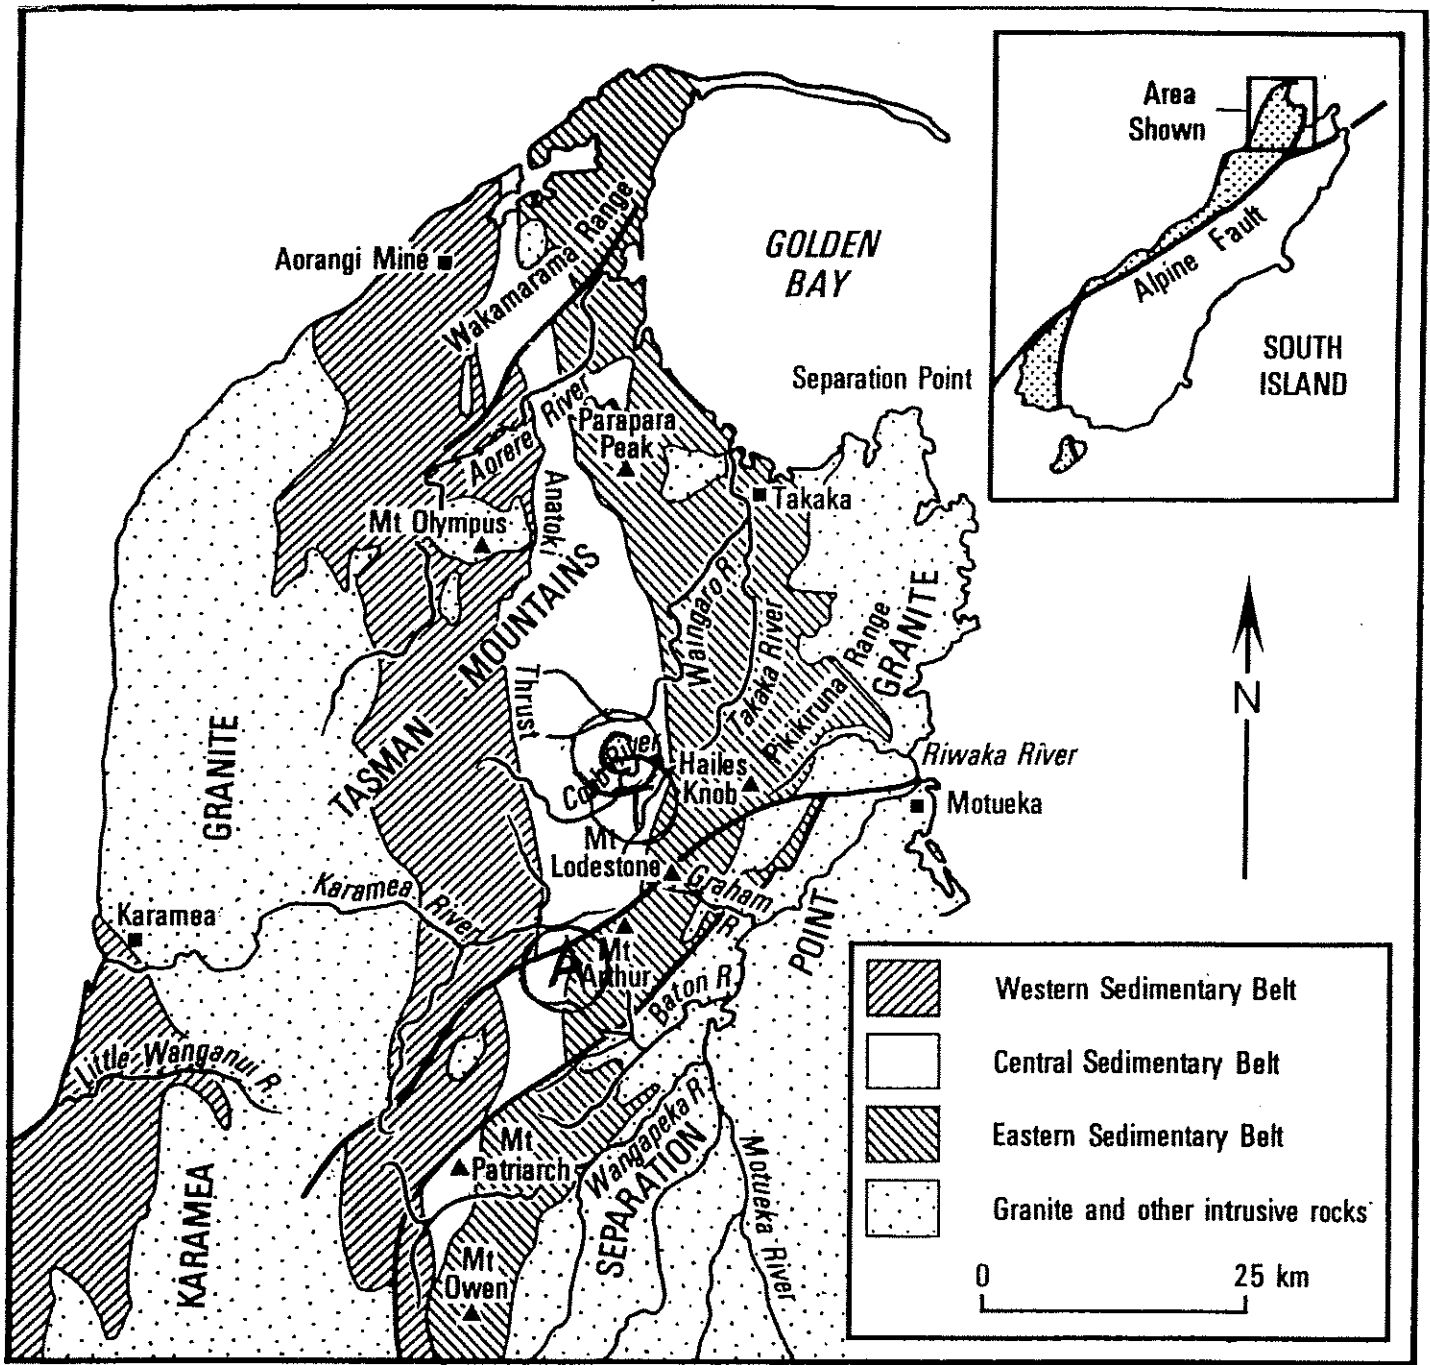 Area
Shown
Alpine Fault
SOUTH
ISLAND
GOLDEN
BAY
Aorangi Mine
Wakamarama Range
Separation Point
Aorere River
Parapara
Peak
Takaka
Anatoki
Mt Olympus
TASMAN MOUNTAINS
Waingaro R
Takaka River
Pikikiruna Range
GRANITE
Thrust
Cobb River
Hailes
Knob
Riwaka River
Motueka
N
GRANITE
Mt
Lodestone
Graham R
Karamea River
Karamea
A
Mt
Arthur
POINT
Baton R
Little Wanganui R.
Mt
Patriarch
Wangapeka R
SEPARATION
Motueka River
KARAMEA
Mt
Owen
Western Sedimentary Belt
Central Sedimentary Belt
Eastern Sedimentary Belt
Granite and other intrusive rocks
0 25 km